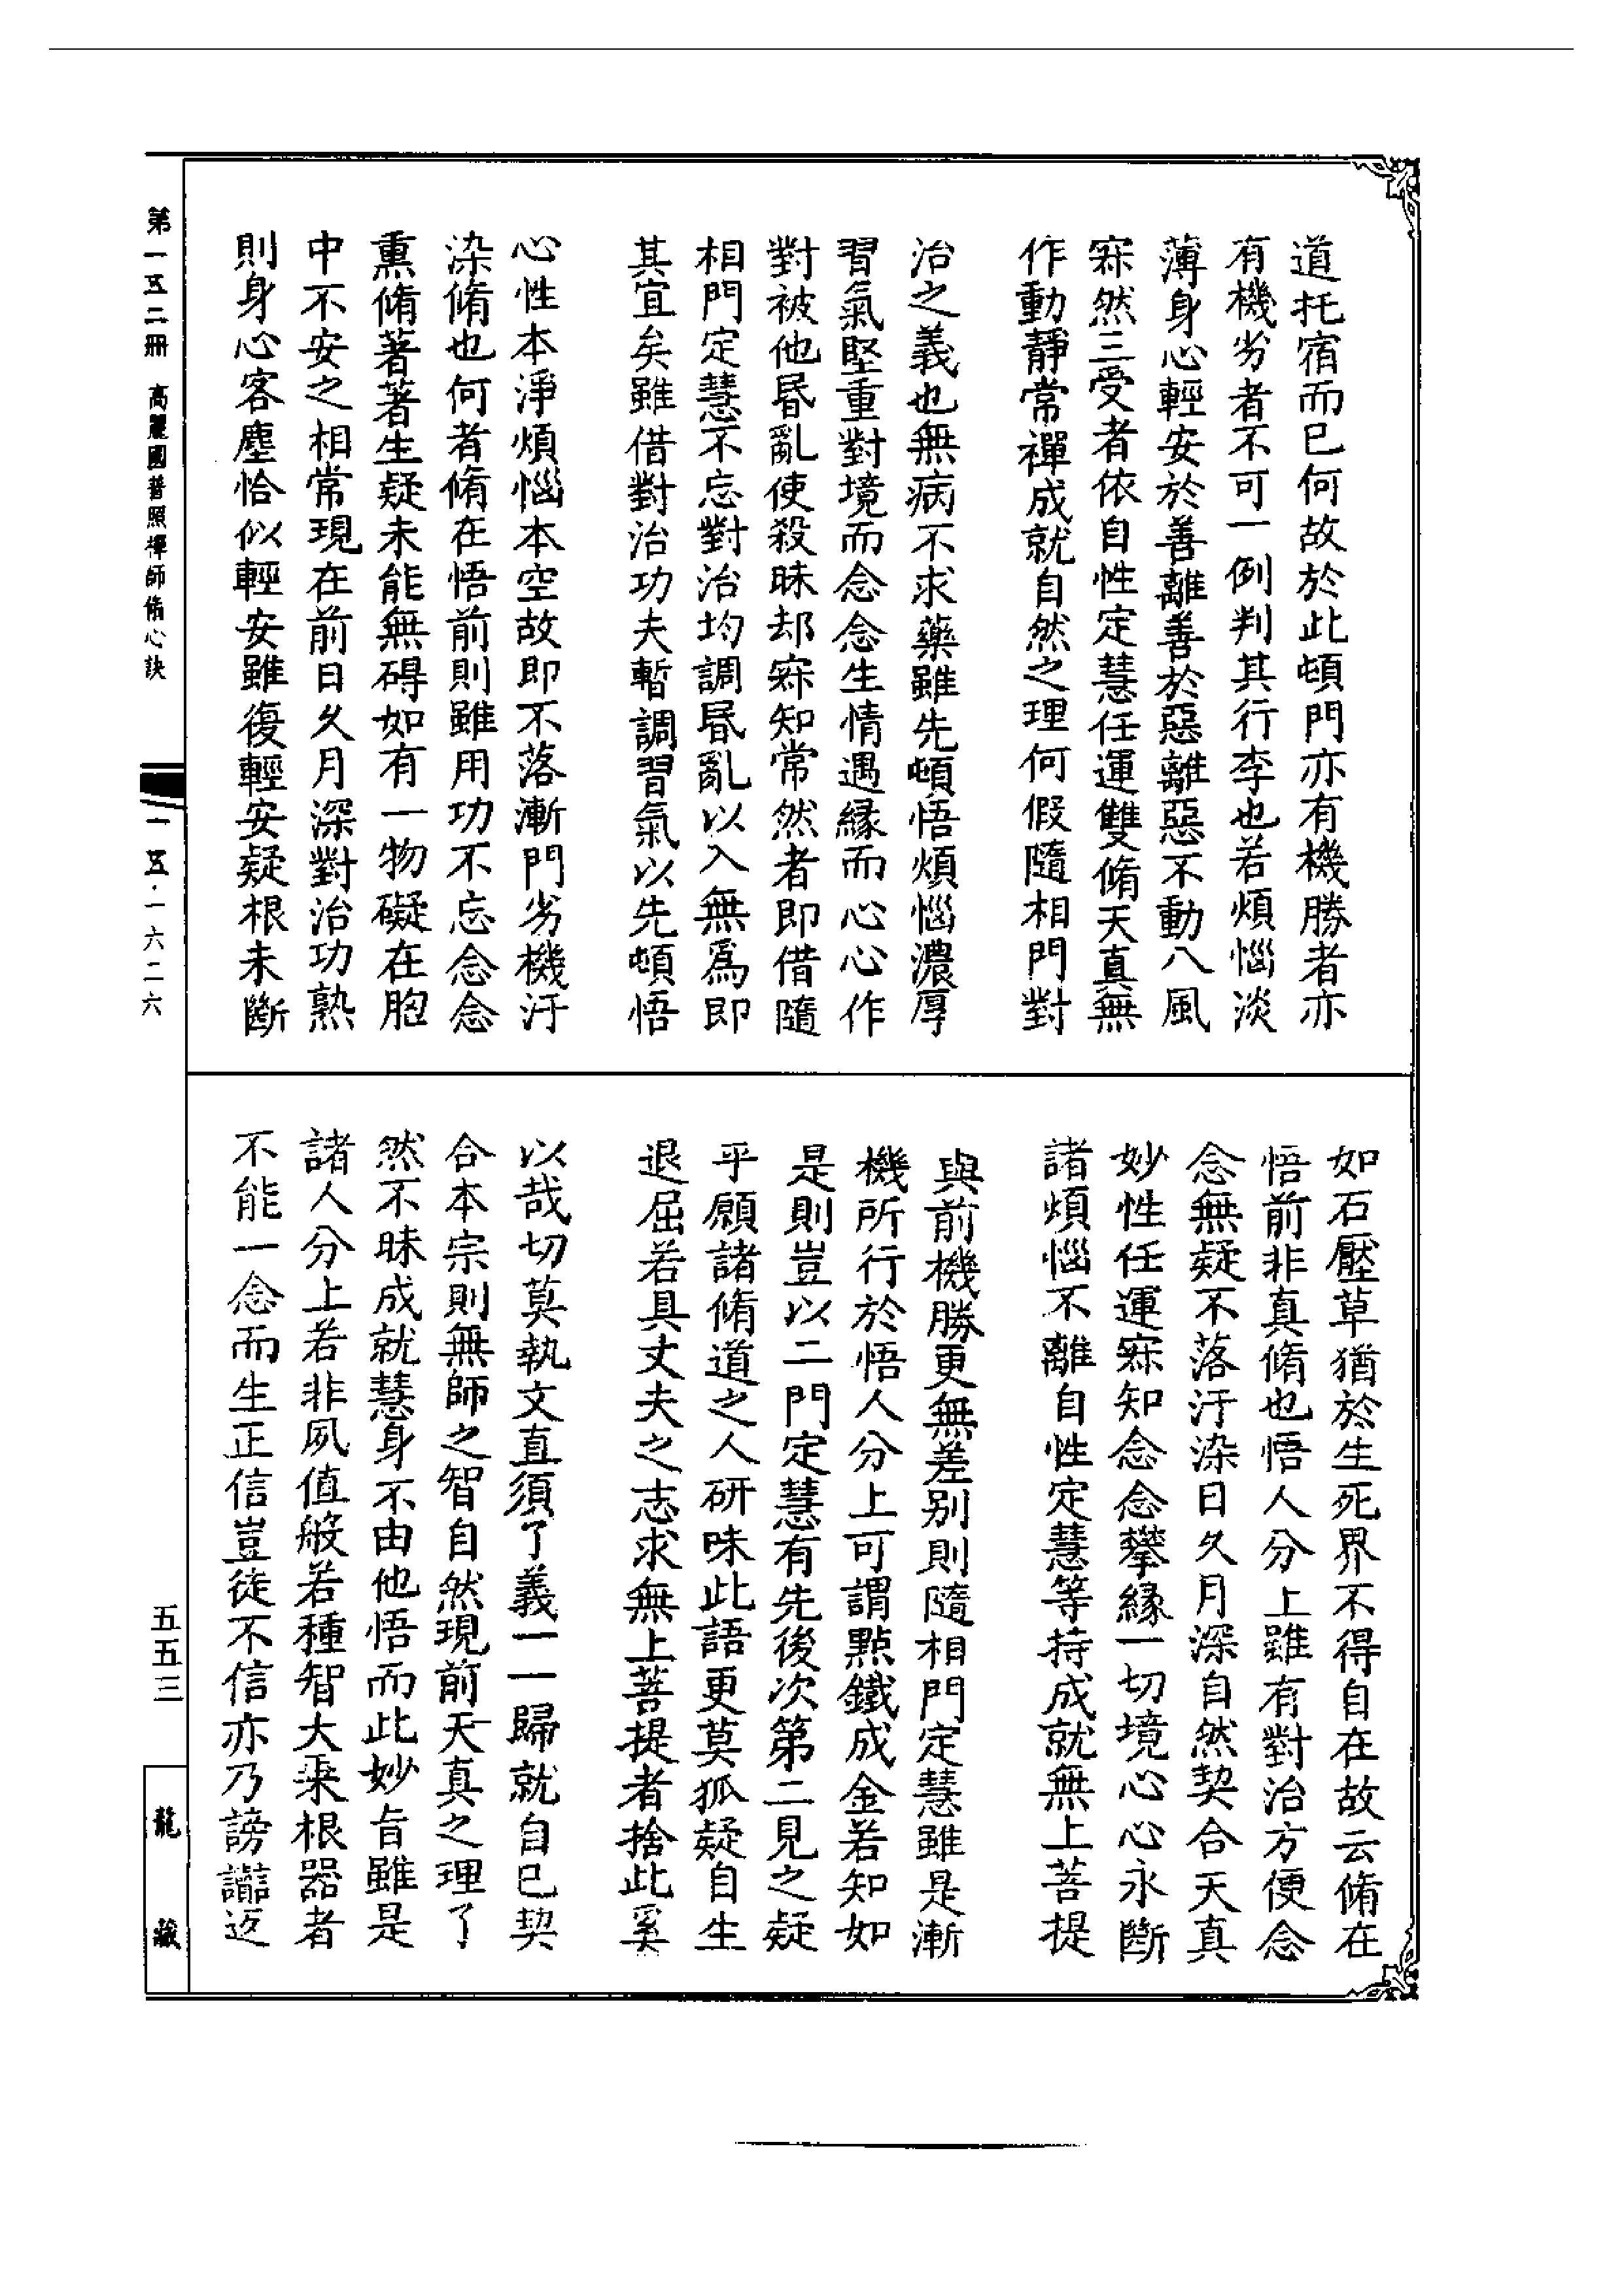 道托宿而已何故於此頓門亦有機勝者亦
有機劣者不可一例判其行李也若煩惱淡
薄身心輕安於善離善於惡離惡不動八風
寂然三受者依自性定慧任運雙脩天真無
作動靜常禪成就自然之理何假隨相門對
治之義也無病不求藥雖先頓悟煩惱濃厚
習氣堅重對境而念念生情遇緣而心心作
對被他昬亂使殺昧却寂知常然者即借隨
相門定慧不忘對治均調昬亂以入無為即
其宜矣雖借對治功夫暫調習氣以先頓悟
心性本淨煩惱本空故即不落漸門劣機汙
染脩也何者脩在悟前則雖用功不忘念念
熏脩著著生疑未能無碍如有一物礙在胸
中不安之相常現在前日久月深對治功熟
則身心客塵恰似輕安雖復輕安疑根未斷
如石壓草猶於生死界不得自在故云脩在
悟前非真脩也悟人分上雖有對治方便念
念無疑不落汙染日久月深自然契合天真
妙性任運寂知念念攀緣一切境心心永斷
諸煩惱不離自性定慧等持成就無上菩提
與前機勝更無差別則隨相門定慧雖是漸
機所行於悟人分上可謂點鐵成金若知如
是則豈以二門定慧有先後次第二見之疑
乎願諸脩道之人研味此語更莫狐疑自生
退屈若具丈夫之志求無上菩提者捨此奚
以哉切莫執文直須了義一一歸就自己契
合本宗則無師之智自然現前天真之理了
然不昧成就慧身不由他悟而此妙旨雖是
諸人分上若非夙值般若種智大乘根器者
不能一念而生正信豈徒不信亦乃謗讟返
第一五二冊 高麗國普照禪師脩心訣
一五·一六二六
五五三
龍藏